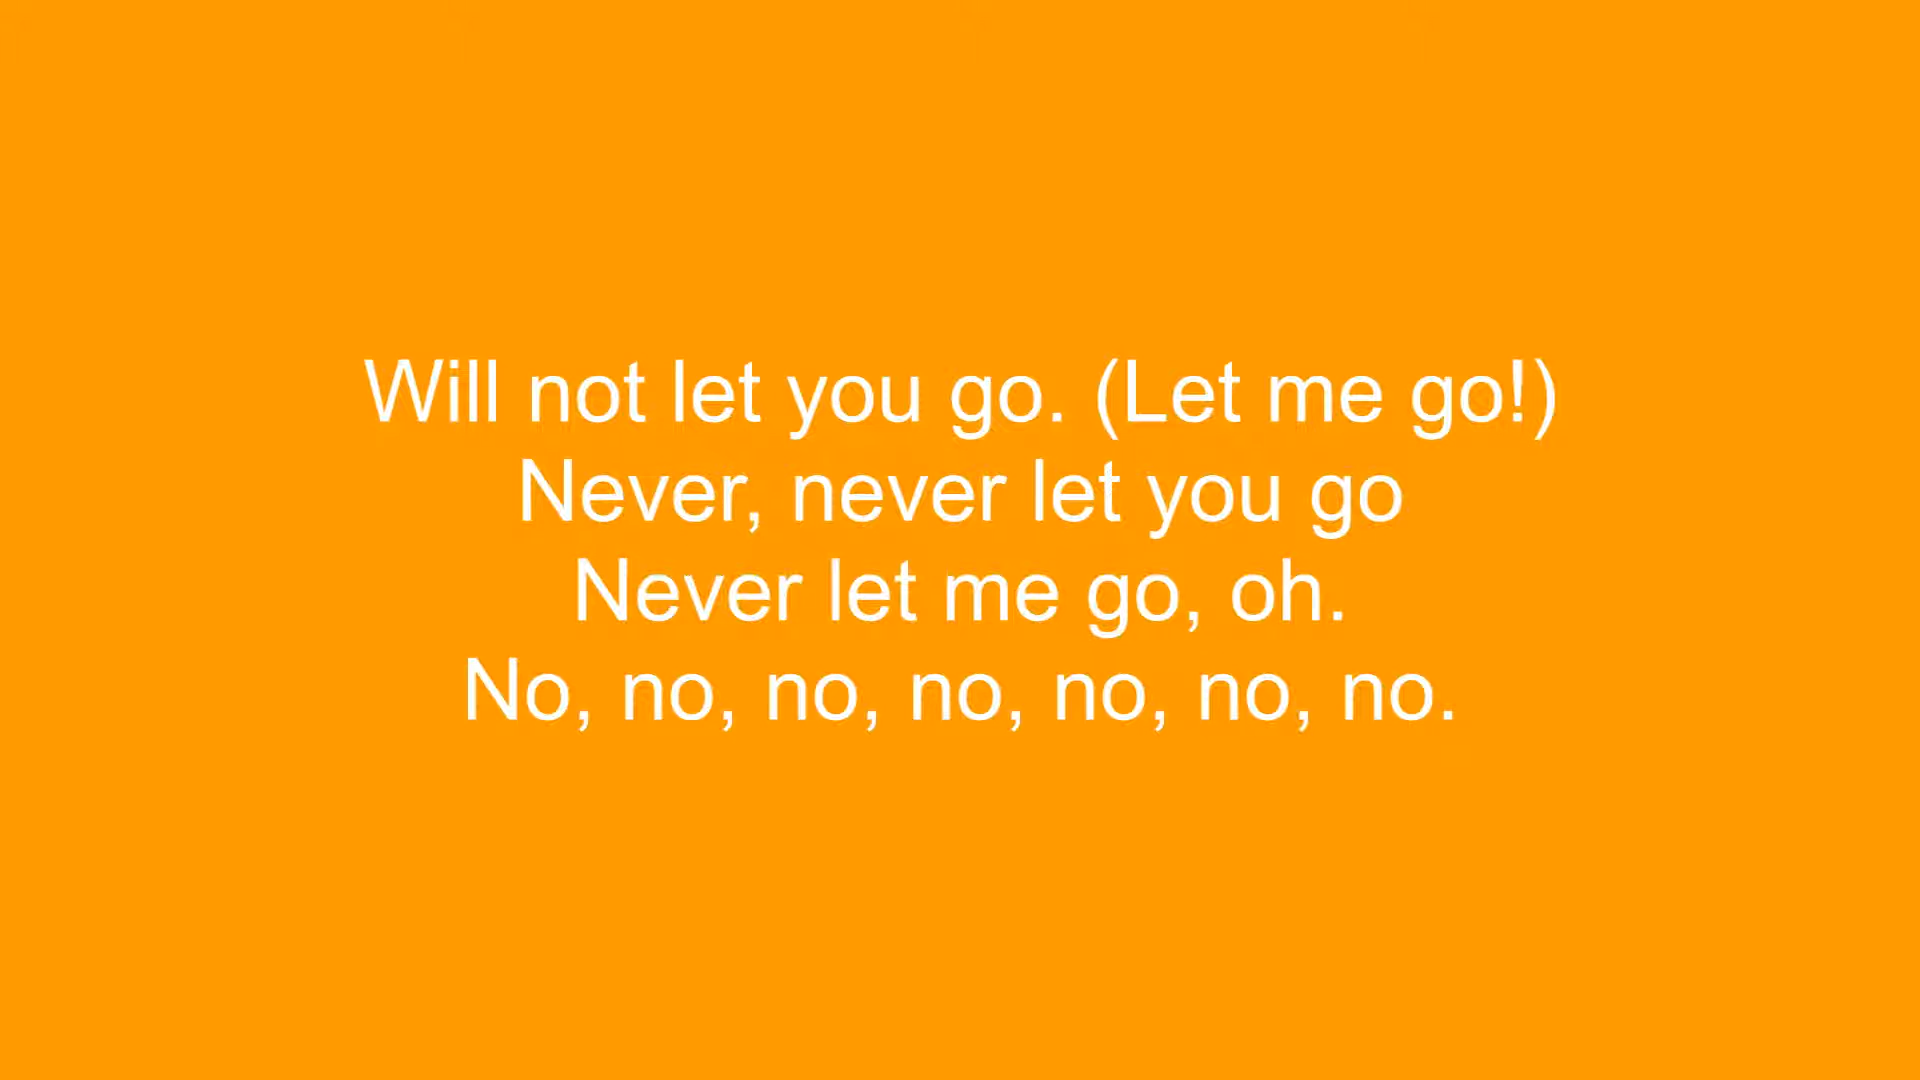 Will not let you go. (Let me go!)
Never, never let you go
Never let me go, oh.
No, no, no, no, no, no, no.